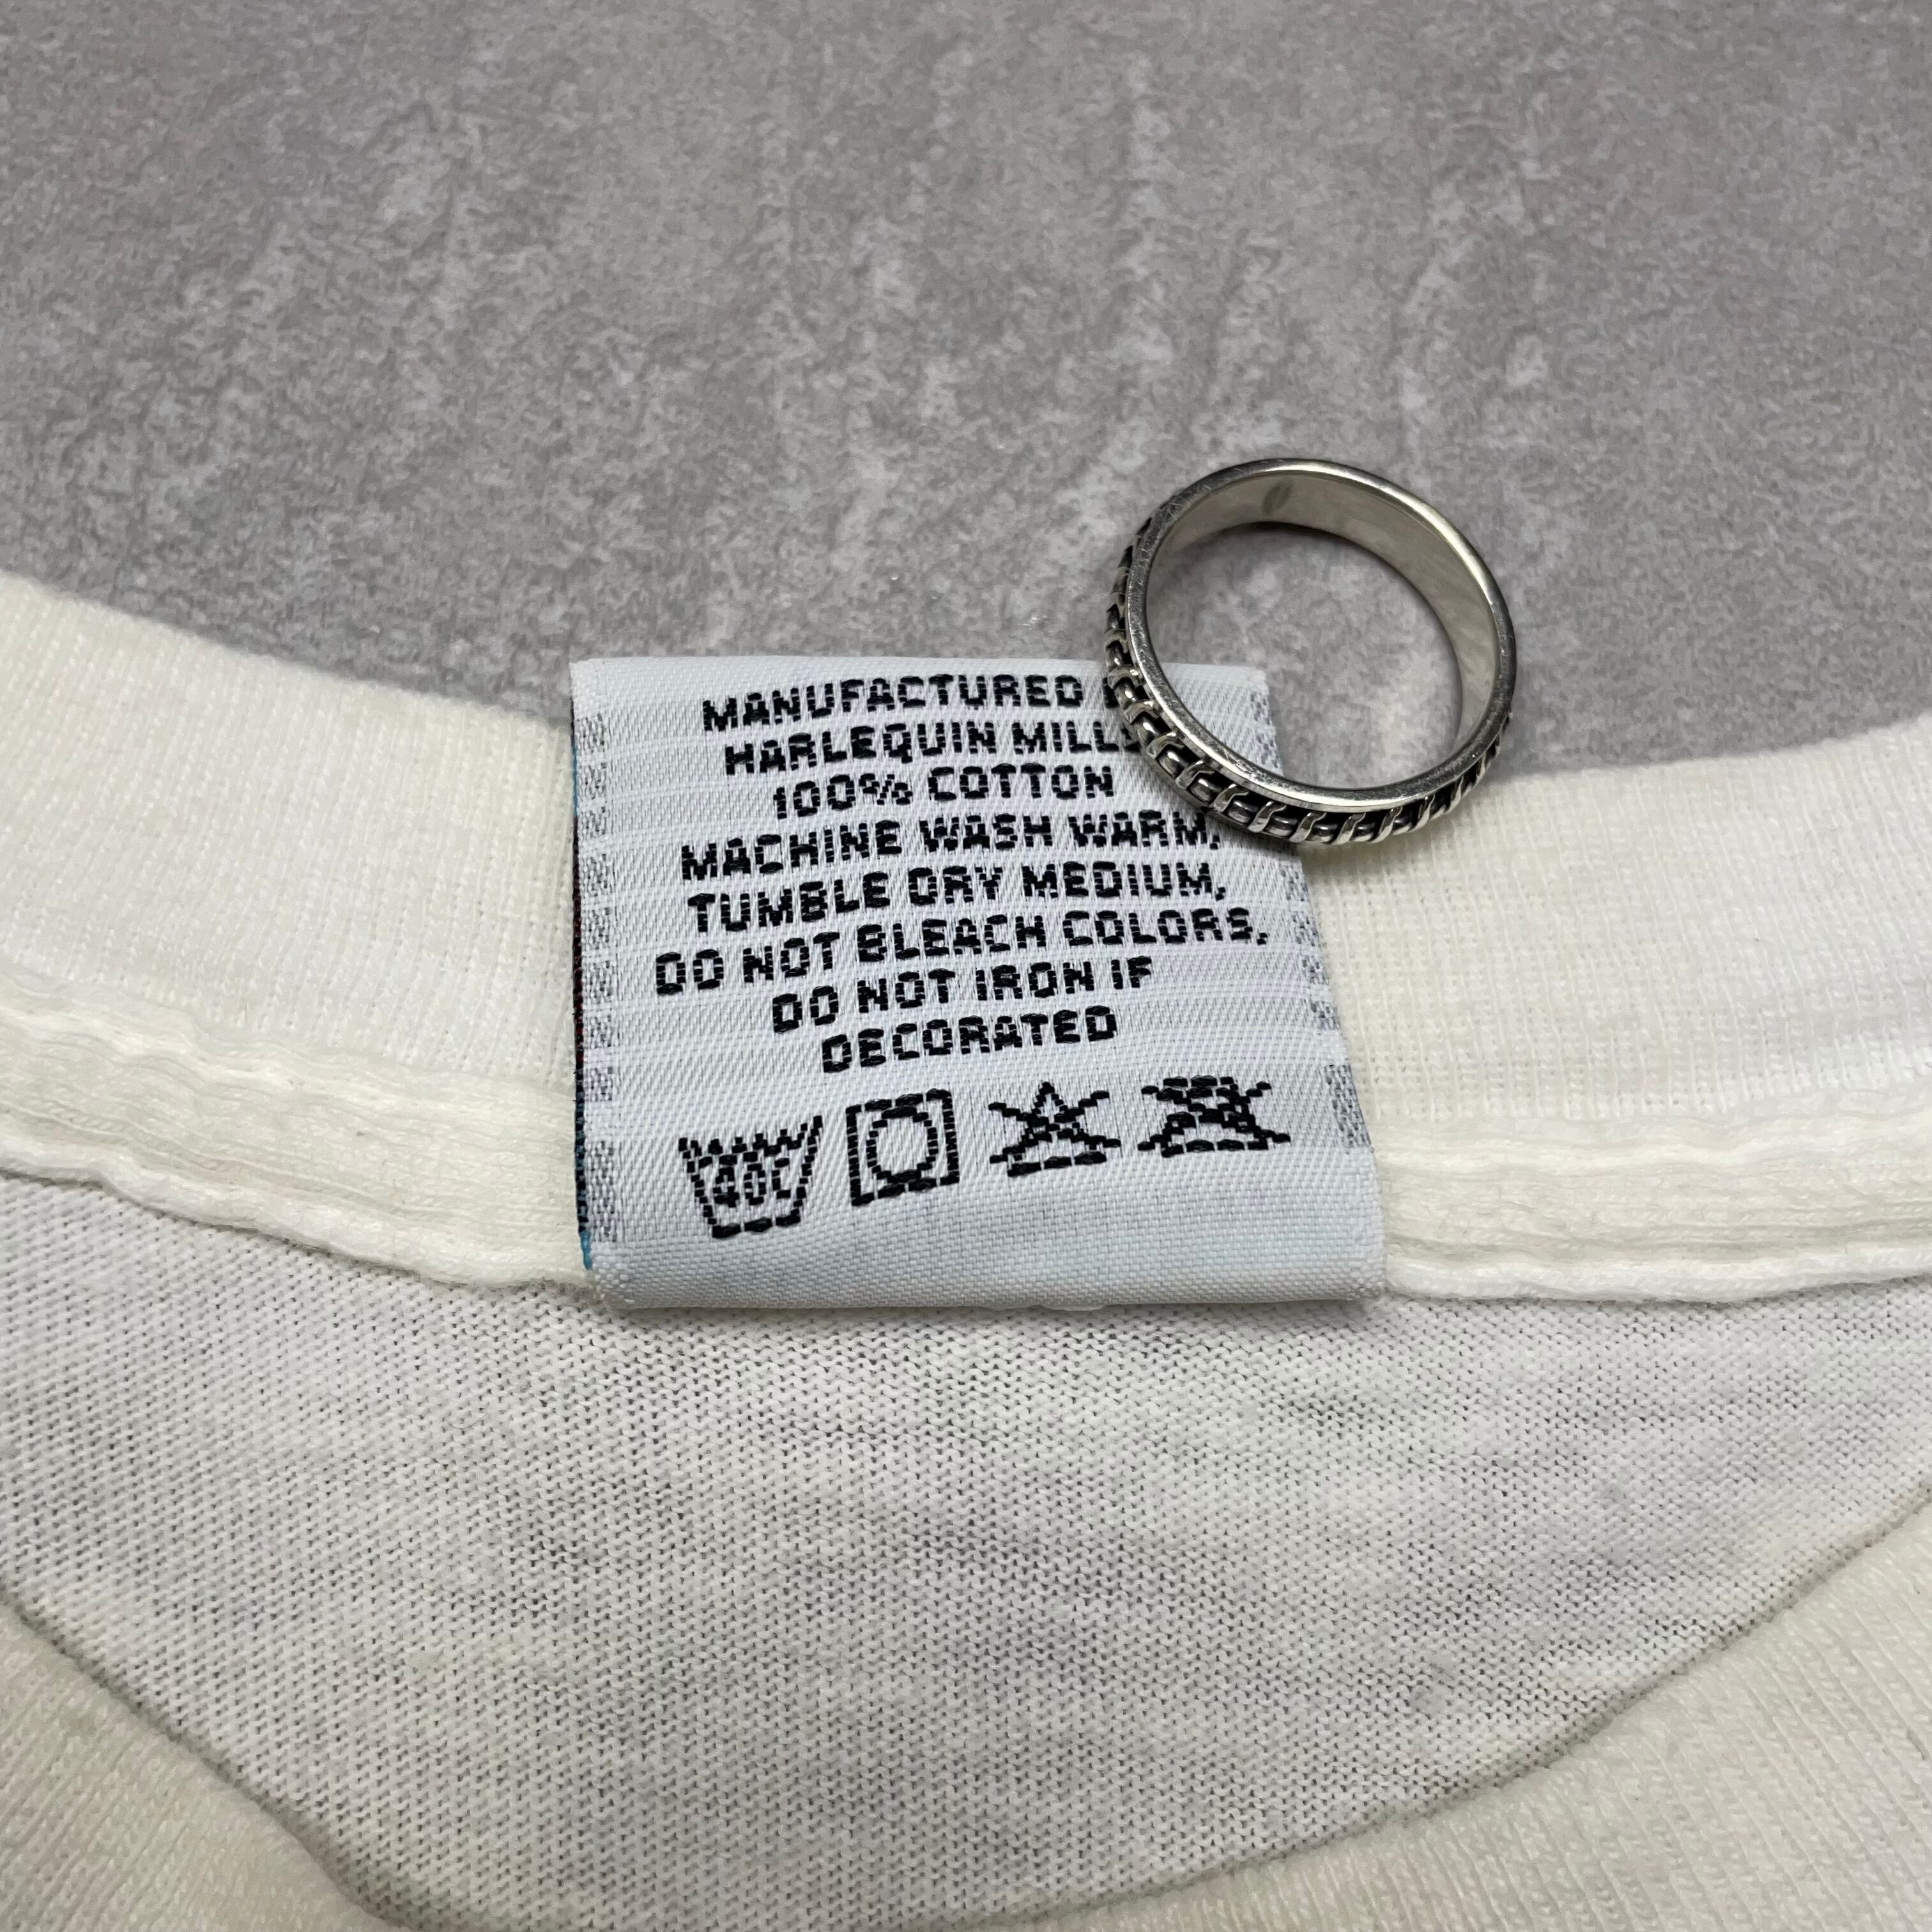 MANUFACTURED
HARLEQUIN MILLS
100% COTTON
MACHINE WASH WARM,
TUMBLE DRY MEDIUM,
DO NOT BLEACH COLORS,
DO NOT IRON IF
DECORATED
40C